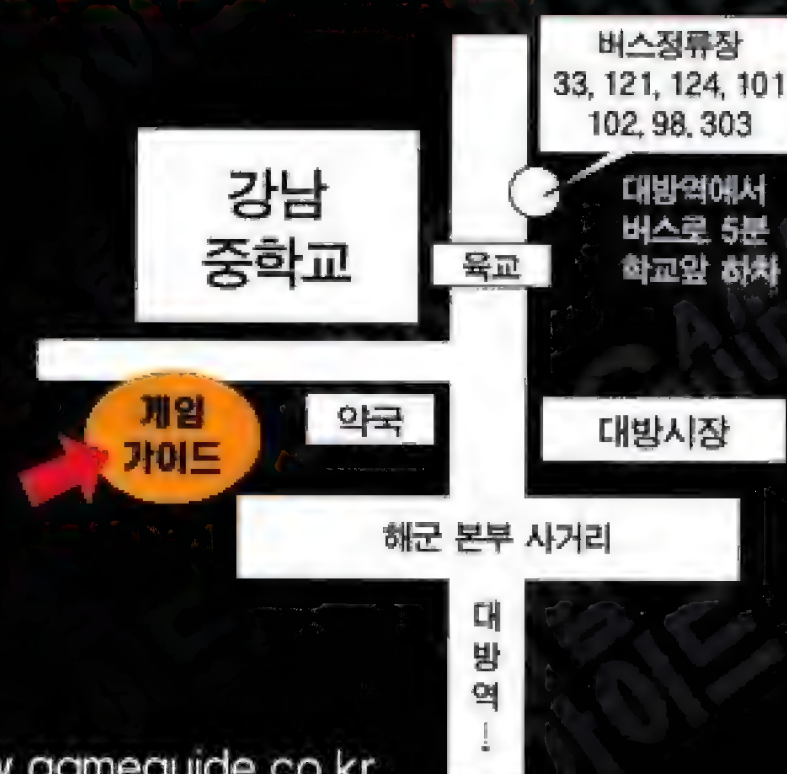 버스정류장
33, 121, 124, 101
102, 98, 303
대방역에서
버스로 5분
학교앞 하차
강남
중학교
육교
게임
가이드
약국
대방시장
해군 본부 사거리
대
방
역
gameguide.co.kr